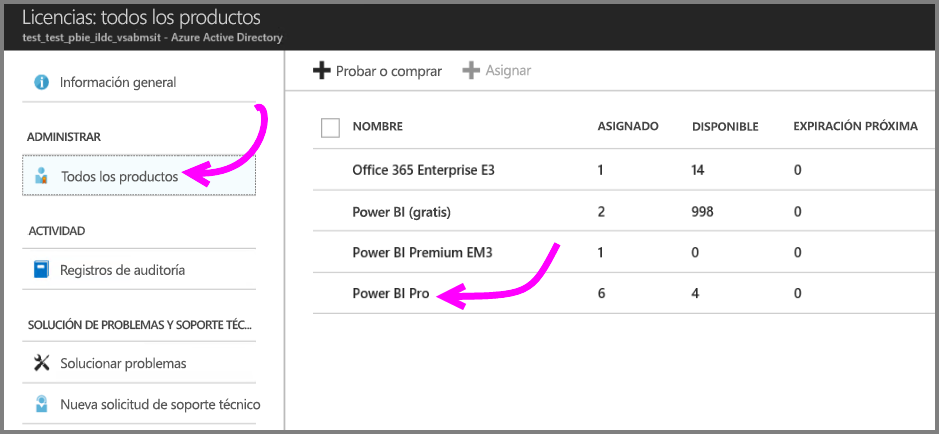 Licencias: todos los productos
test_test_pbie_ildc_vsabmsit - Azure Active Directory
Información general
ADMINISTRAR
Todos los productos
ACTIVIDAD
Registros de auditoría
SOLUCIÓN DE PROBLEMAS Y SOPORTE TÉC...
Solucionar problemas
Nueva solicitud de soporte técnico
Probar o comprar Asignar
NOMBRE ASIGNADO DISPONIBLE EXPIRACIÓN PRÓXIMA
Office 365 Enterprise E3 1 14 0
Power BI (gratis) 2 998 0
Power BI Premium EM3 1 0 0
Power BI Pro 6 4 0